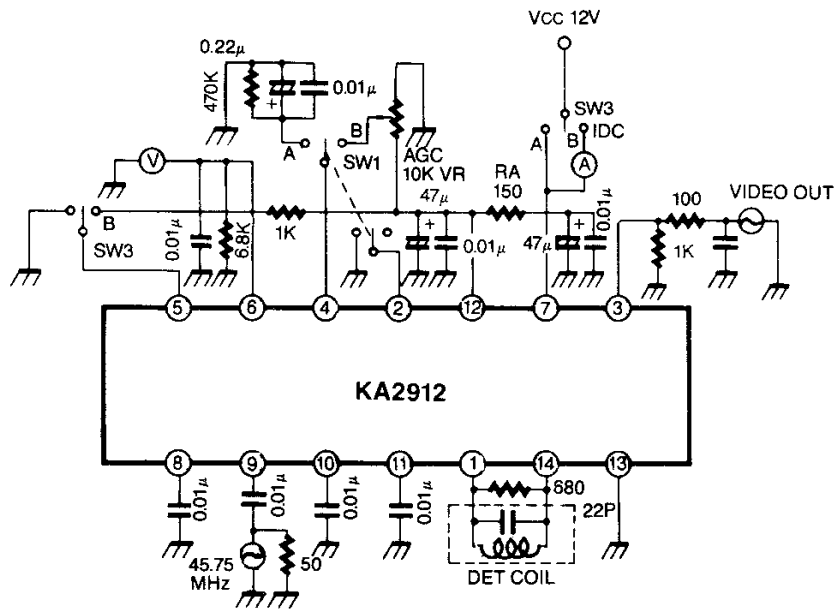 VCC 12V
0.22μ
470K
+
0.01μ
SW3
A
B
IDC
A
A
B
SW1
AGC
10K VR
V
RA
150
47μ
+
0.01μ
100
VIDEO OUT
B
SW3
0.01μ
6.8K
1K
0.01μ
47μ
+
1K
5
6
4
2
12
7
3
KA2912
8
9
10
11
1
14
13
0.01μ
0.01μ
0.01μ
0.01μ
680
22P
45.75
MHz
50
DET COIL